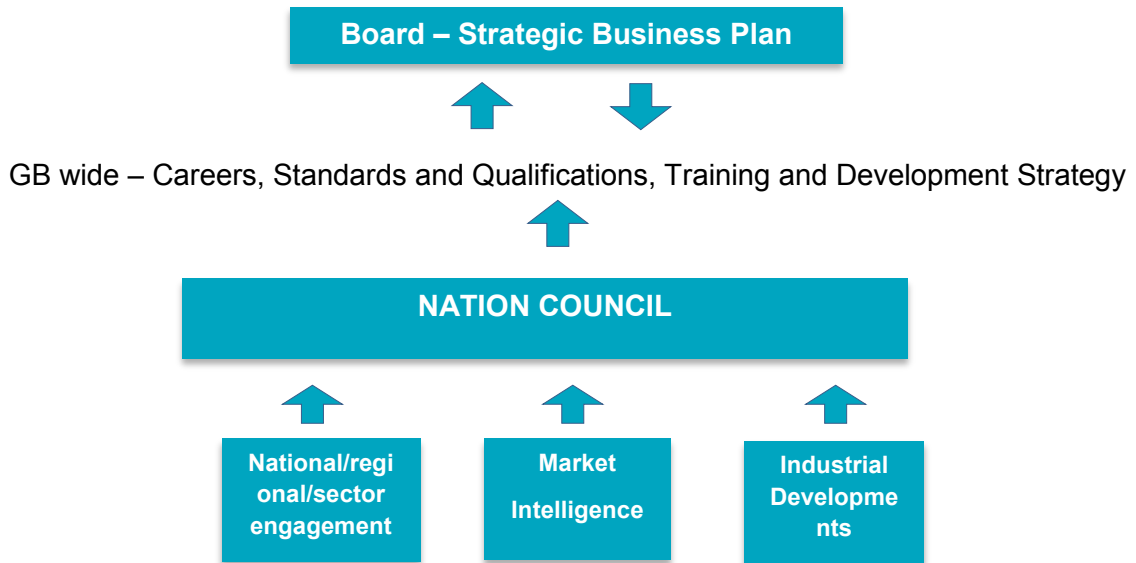 Board – Strategic Business Plan
GB wide – Careers, Standards and Qualifications, Training and Development Strategy
NATION COUNCIL
National/regi
onal/sector
engagement
Market
Intelligence
Industrial
Developme
nts